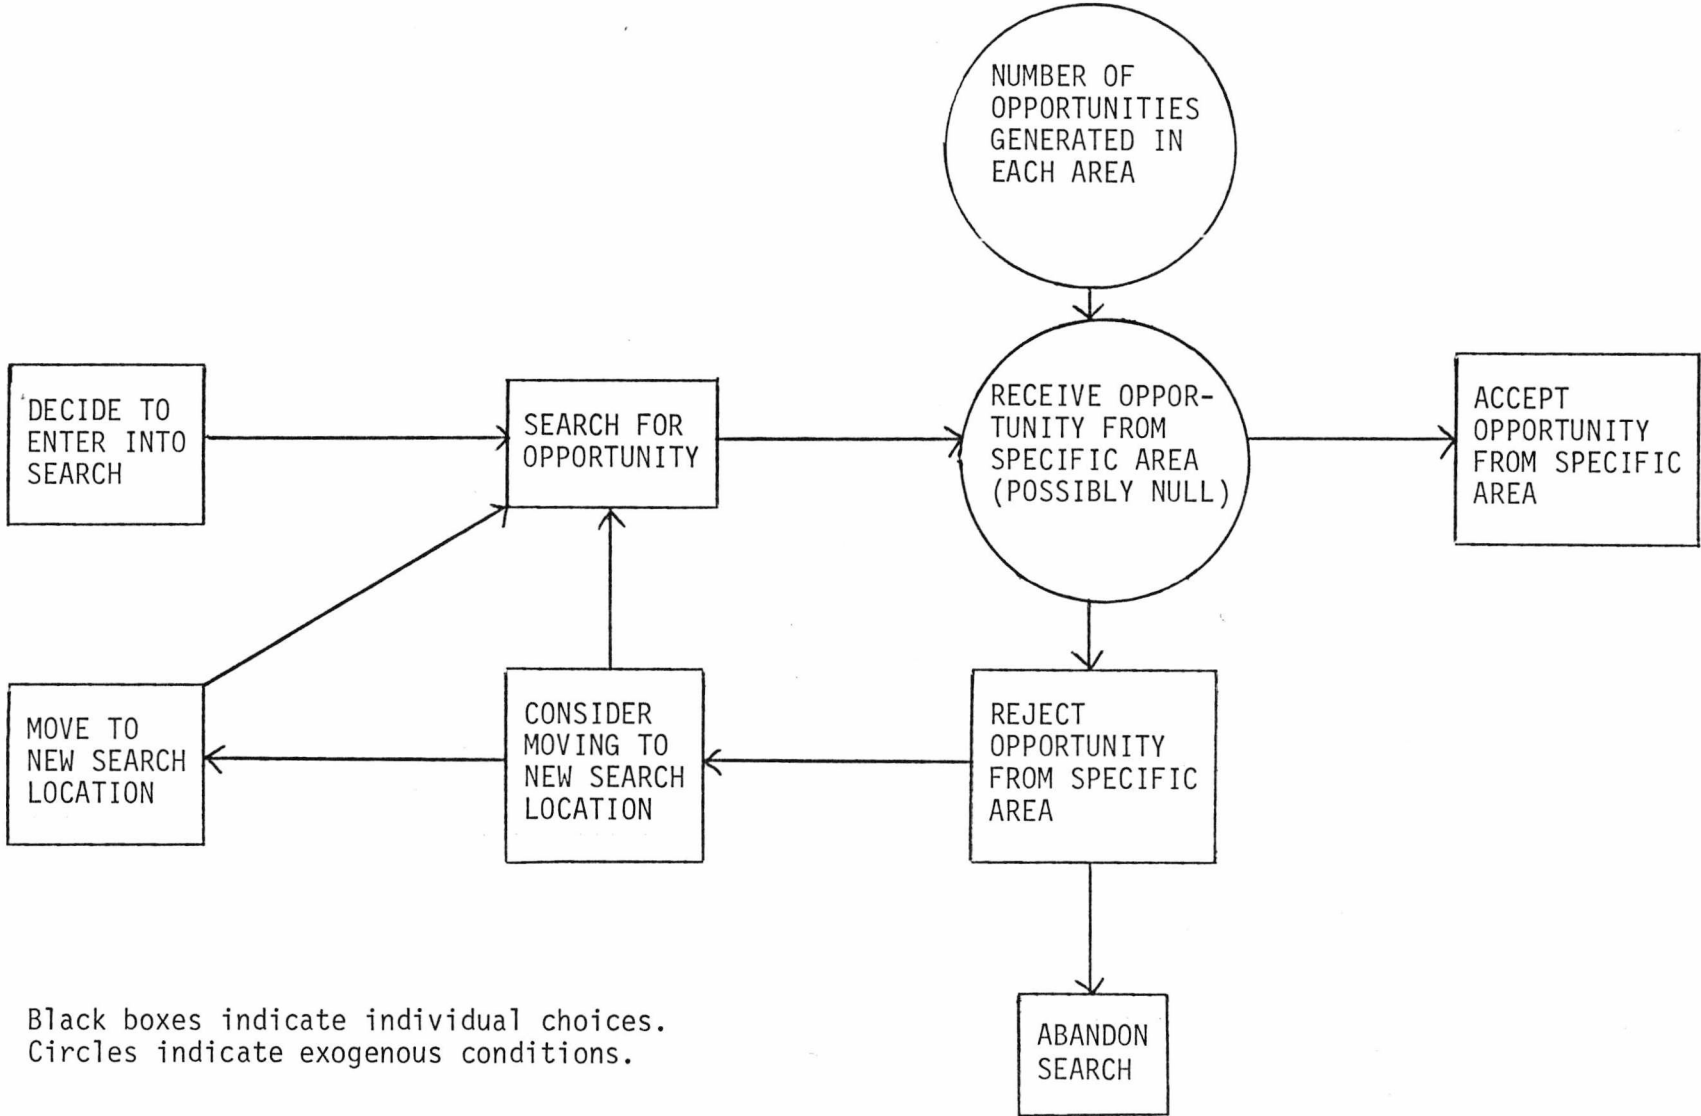 NUMBER OF
OPPORTUNITIES
GENERATED IN
EACH AREA
DECIDE TO
ENTER INTO
SEARCH
SEARCH FOR
OPPORTUNITY
RECEIVE OPPOR-
TUNITY FROM
SPECIFIC AREA
(POSSIBLY NULL)
ACCEPT
OPPORTUNITY
FROM SPECIFIC
AREA
MOVE TO
NEW SEARCH
LOCATION
CONSIDER
MOVING TO
NEW SEARCH
LOCATION
REJECT
OPPORTUNITY
FROM SPECIFIC
AREA
ABANDON
SEARCH
Black boxes indicate individual choices.
Circles indicate exogenous conditions.